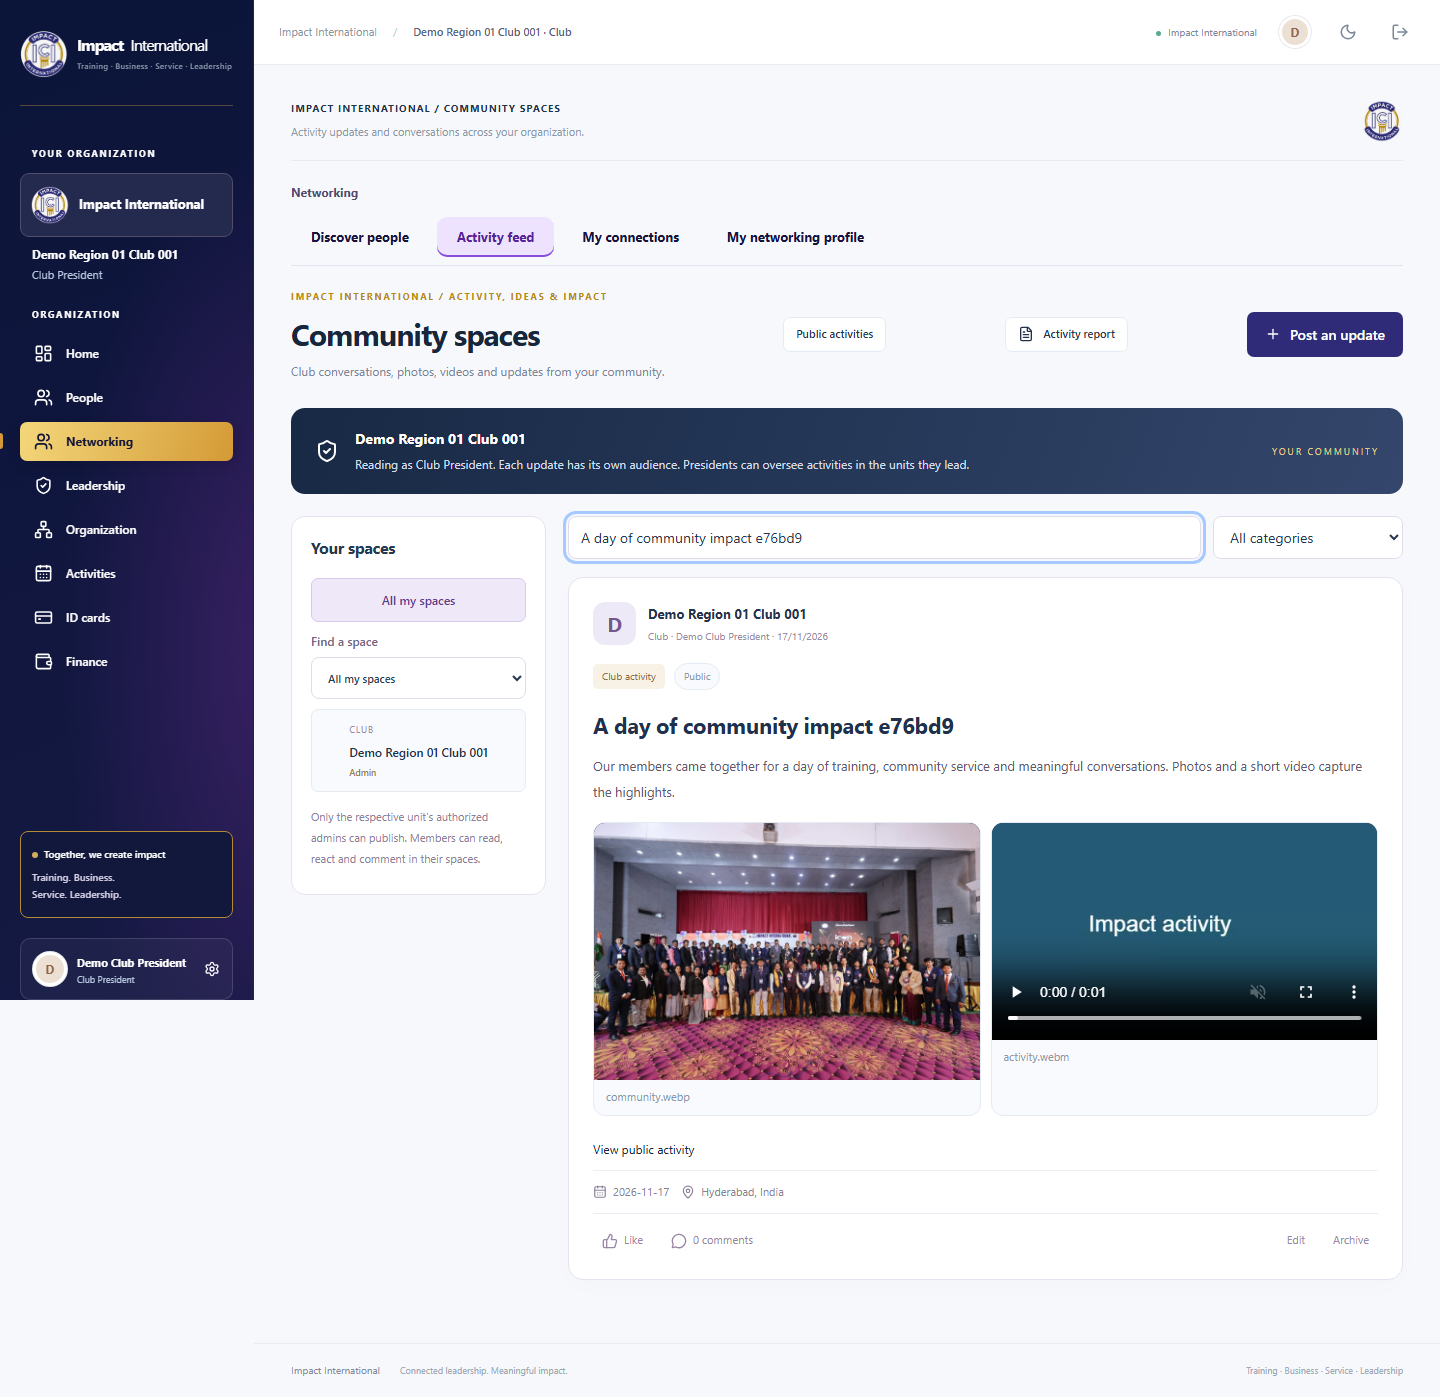 Impact International
Training · Business · Service · Leadership
YOUR ORGANIZATION
Impact International
Demo Region 01 Club 001
Club President
ORGANIZATION
Home
People
Networking
Leadership
Organization
Activities
ID cards
Finance
Together, we create impact
Training. Business.
Service. Leadership.
D
Demo Club President
Club President
Impact International / Demo Region 01 Club 001 · Club
Impact International
D
IMPACT INTERNATIONAL / COMMUNITY SPACES
Activity updates and conversations across your organization.
Networking
Discover people
Activity feed
My connections
My networking profile
IMPACT INTERNATIONAL / ACTIVITY, IDEAS & IMPACT
Community spaces
Public activities
Activity report
Post an update
Club conversations, photos, videos and updates from your community.
Demo Region 01 Club 001
Reading as Club President. Each update has its own audience. Presidents can oversee activities in the units they lead.
YOUR COMMUNITY
Your spaces
All my spaces
Find a space
All my spaces
CLUB
Demo Region 01 Club 001
Admin
Only the respective unit's authorized
admins can publish. Members can read,
react and comment in their spaces.
A day of community impact e76bd9
All categories
D
Demo Region 01 Club 001
Club · Demo Club President · 17/11/2026
Club activity
Public
A day of community impact e76bd9
Our members came together for a day of training, community service and meaningful conversations. Photos and a short video capture
the highlights.
IMPACT INTERNATIONAL
community.webp
Impact activity
0:00 / 0:01
activity.webm
View public activity
2026-11-17
Hyderabad, India
Like
0 comments
Edit
Archive
Impact International
Connected leadership. Meaningful impact.
Training · Business · Service · Leadership